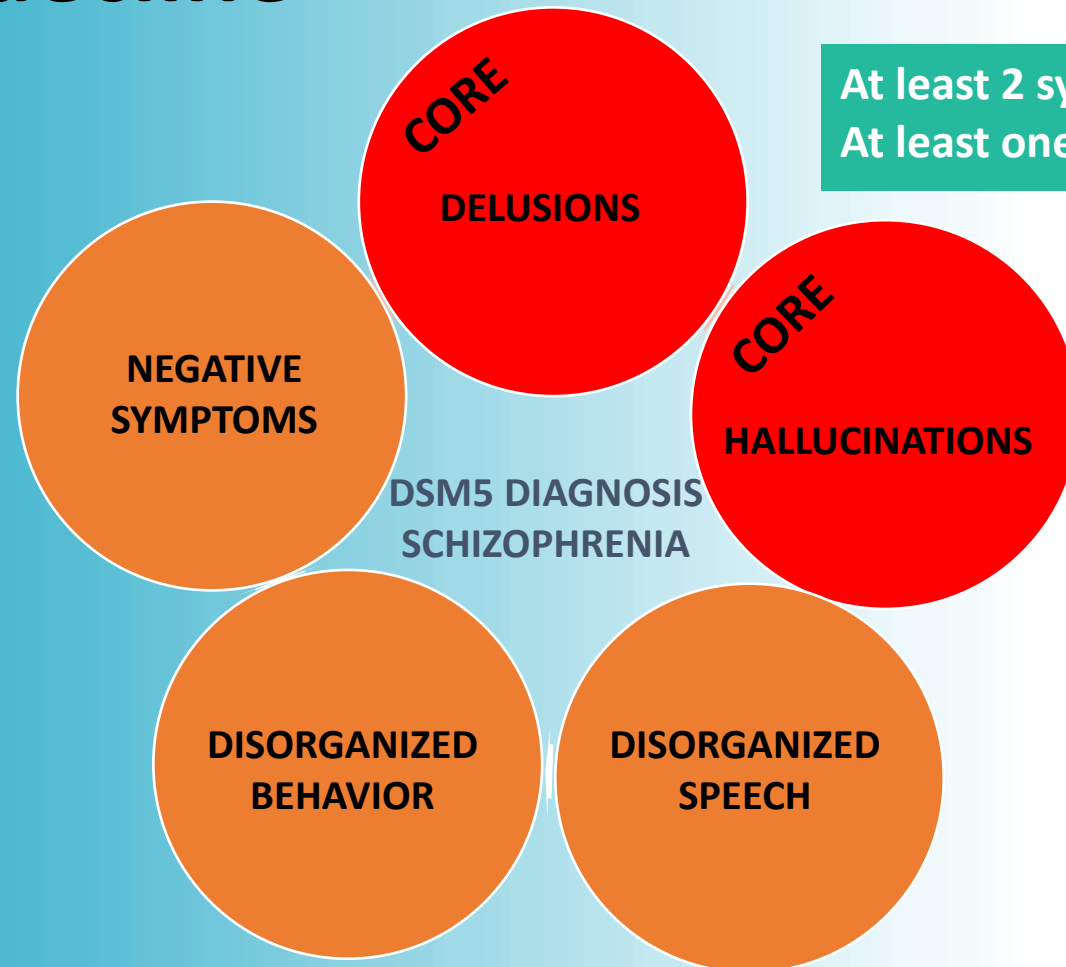 At least 2
At least one
CORE
DELUSIONS
CORE
HALLUCINATIONS
NEGATIVE
SYMPTOMS
DSM5 DIAGNOSIS
SCHIZOPHRENIA
DISORGANIZED
BEHAVIOR
DISORGANIZED
SPEECH